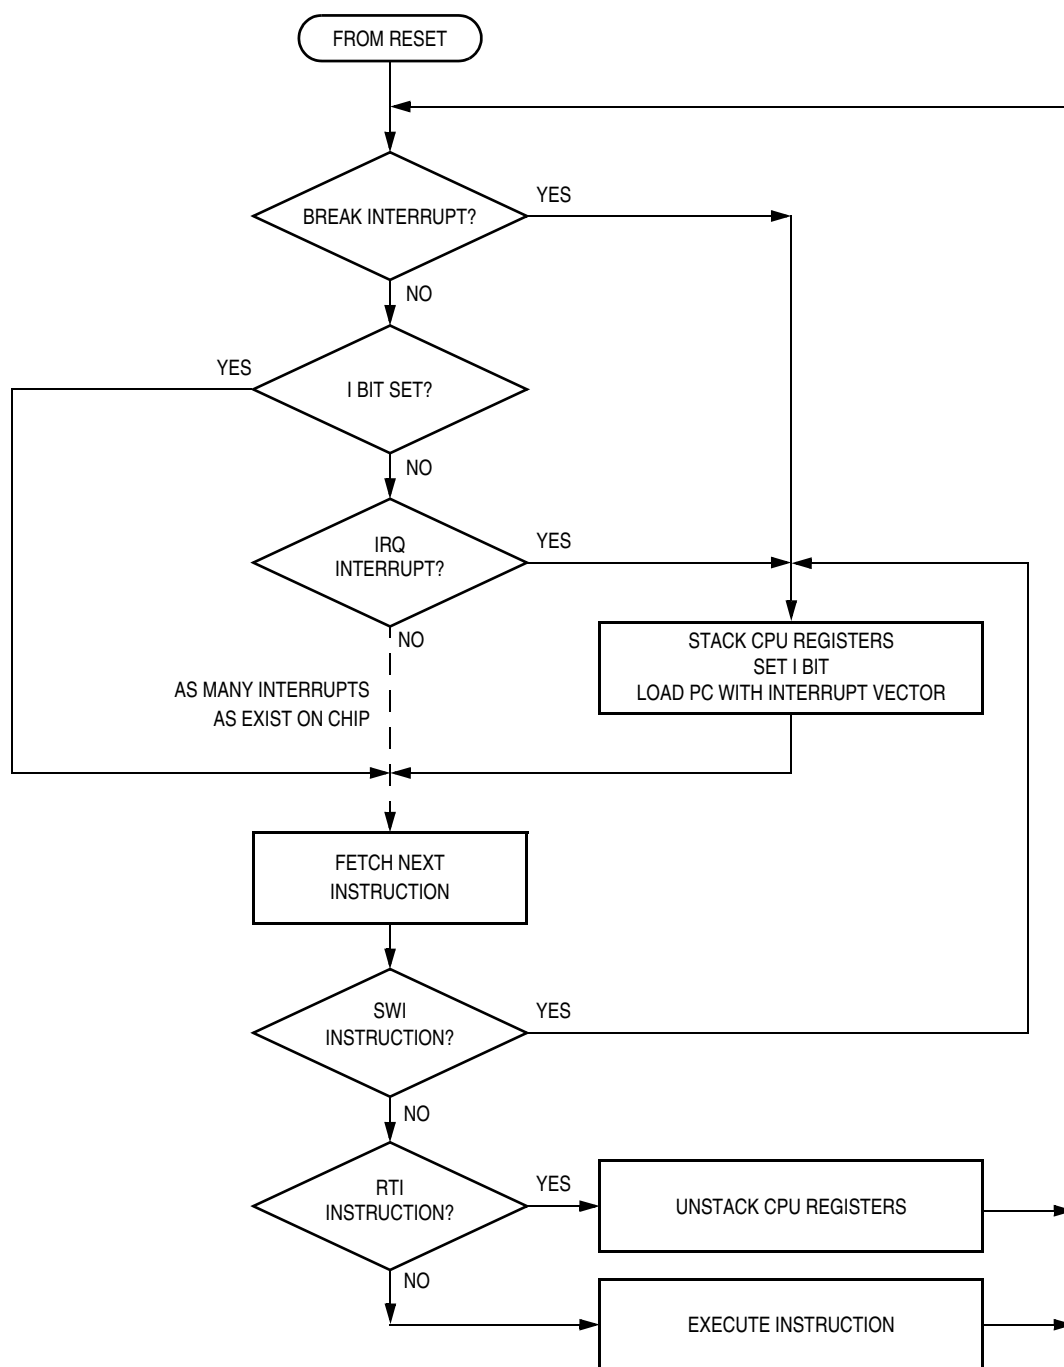 FROM RESET
BREAK INTERRUPT?
YES
NO
I BIT SET?
YES
NO
IRQ
INTERRUPT?
YES
NO
AS MANY INTERRUPTS
AS EXIST ON CHIP
STACK CPU REGISTERS
SET I BIT
LOAD PC WITH INTERRUPT VECTOR
FETCH NEXT
INSTRUCTION
SWI
INSTRUCTION?
YES
NO
RTI
INSTRUCTION?
YES
UNSTACK CPU REGISTERS
NO
EXECUTE INSTRUCTION